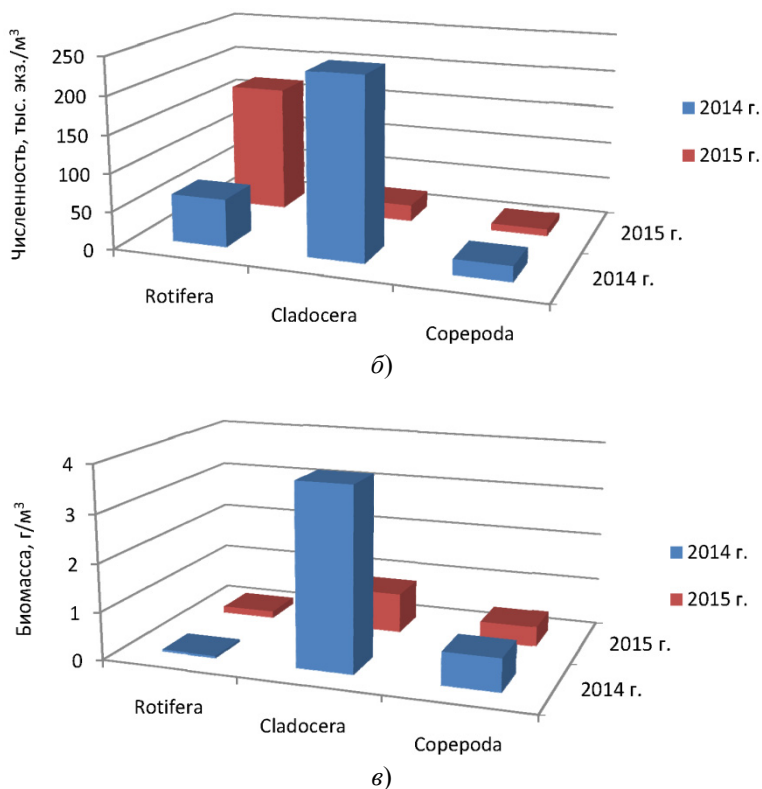 Численность, тыс. экз./м³
250
200
150
100
50
0
Rotifera
Cladocera
Copepoda
2015 г.
2014 г.
2014 г.
2015 г.
б)
Биомасса, г/м³
4
3
2
1
0
Rotifera
Cladocera
Copepoda
2015 г.
2014 г.
2014 г.
2015 г.
в)